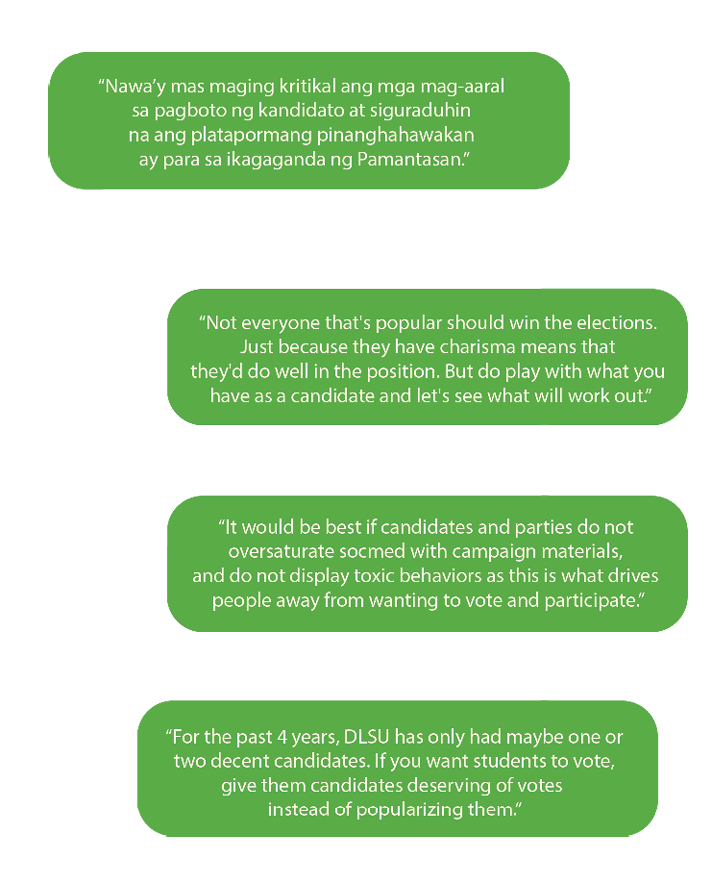 “Nawa’y mas maging kritikal ang mga mag-aaral
sa pagboto ng kandidato at siguraduhin
na ang platapormang pinanghahawakan
ay para sa ikagaganda ng Pamantasan.”
“Not everyone that's popular should win the elections.
Just because they have charisma means that
they'd do well in the position. But do play with what you
have as a candidate and let's see what will work out.”
“It would be best if candidates and parties do not
oversaturate socmed with campaign materials,
and do not display toxic behaviors as this is what drives
people away from wanting to vote and participate.”
“For the past 4 years, DLSU has only had maybe one or
two decent candidates. If you want students to vote,
give them candidates deserving of votes
instead of popularizing them.”